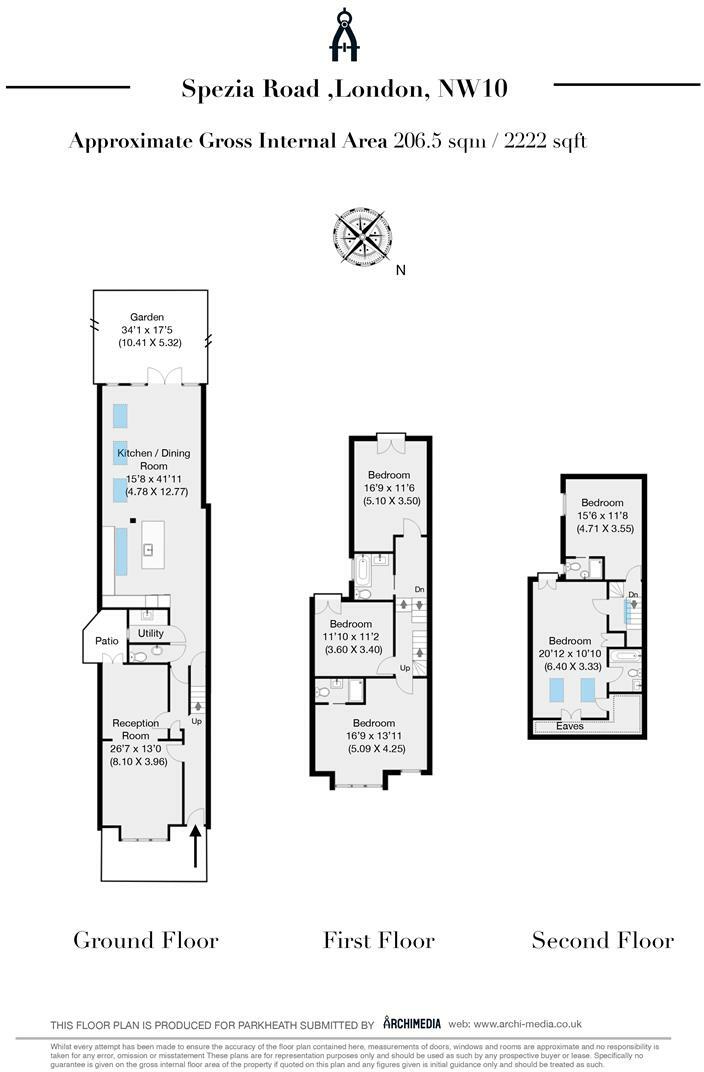 Spezia Road ,London, NW10
Approximate Gross Internal Area 206.5 sqm / 2222 sqft
N
Garden
34'1 x 17'5
(10.41 X 5.32)
Kitchen / Dining
Room
15'8 x 41'11
(4.78 X 12.77)
Patio
Utility
Up
Reception
Room
26'7 x 13'0
(8.10 X 3.96)
Bedroom
16'9 x 11'6
(5.10 X 3.50)
Dn
Bedroom
11'10 x 11'2
(3.60 X 3.40)
Up
Bedroom
16'9 x 13'11
(5.09 X 4.25)
Bedroom
15'6 x 11'8
(4.71 X 3.55)
Dn
Bedroom
20'12 x 10'10
(6.40 X 3.33)
Eaves
Ground Floor
First Floor
Second Floor
THIS FLOOR PLAN IS PRODUCED FOR PARKHEATH SUBMITTED BY ARCHIMEDIA web: www.archi-media.co.uk
Whilst every attempt has been made to ensure the accuracy of the floor plan contained here, measurements of doors, windows and rooms are approximate and no responsibility is
taken for any error, omission or misstatement These plans are for representation purposes only and should be used as such by any prospective buyer or lease. Specifically no
guarantee is given on the gross internal floor area of the property if quoted on this plan and any figures given is initial guidance only and should be treated as such.